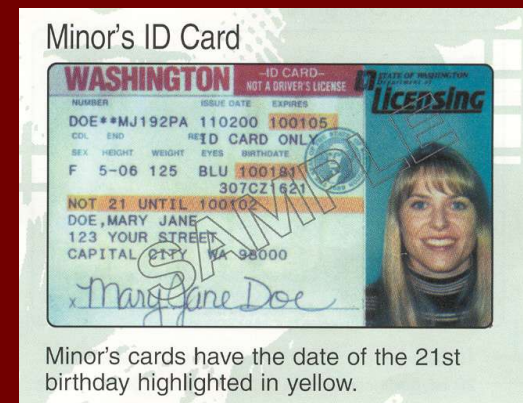 Minor's ID Card
WASHINGTON
–ID CARD–
NOT A DRIVER'S LICENSE
STATE OF WASHINGTON
Department of
Licensing
NUMBER ISSUE DATE EXPIRES
DOE**MJ192PA 110200 100105
CDL END RES ID CARD ONLY
SEX HEIGHT WEIGHT EYES BIRTHDATE
F 5-06 125 BLU 100181
307CZ1621
NOT 21 UNTIL 100102
DOE,MARY JANE
123 YOUR STREET
CAPITAL CITY WA 98000
SAMPLE
x Mary Jane Doe
Minor's cards have the date of the 21st
birthday highlighted in yellow.